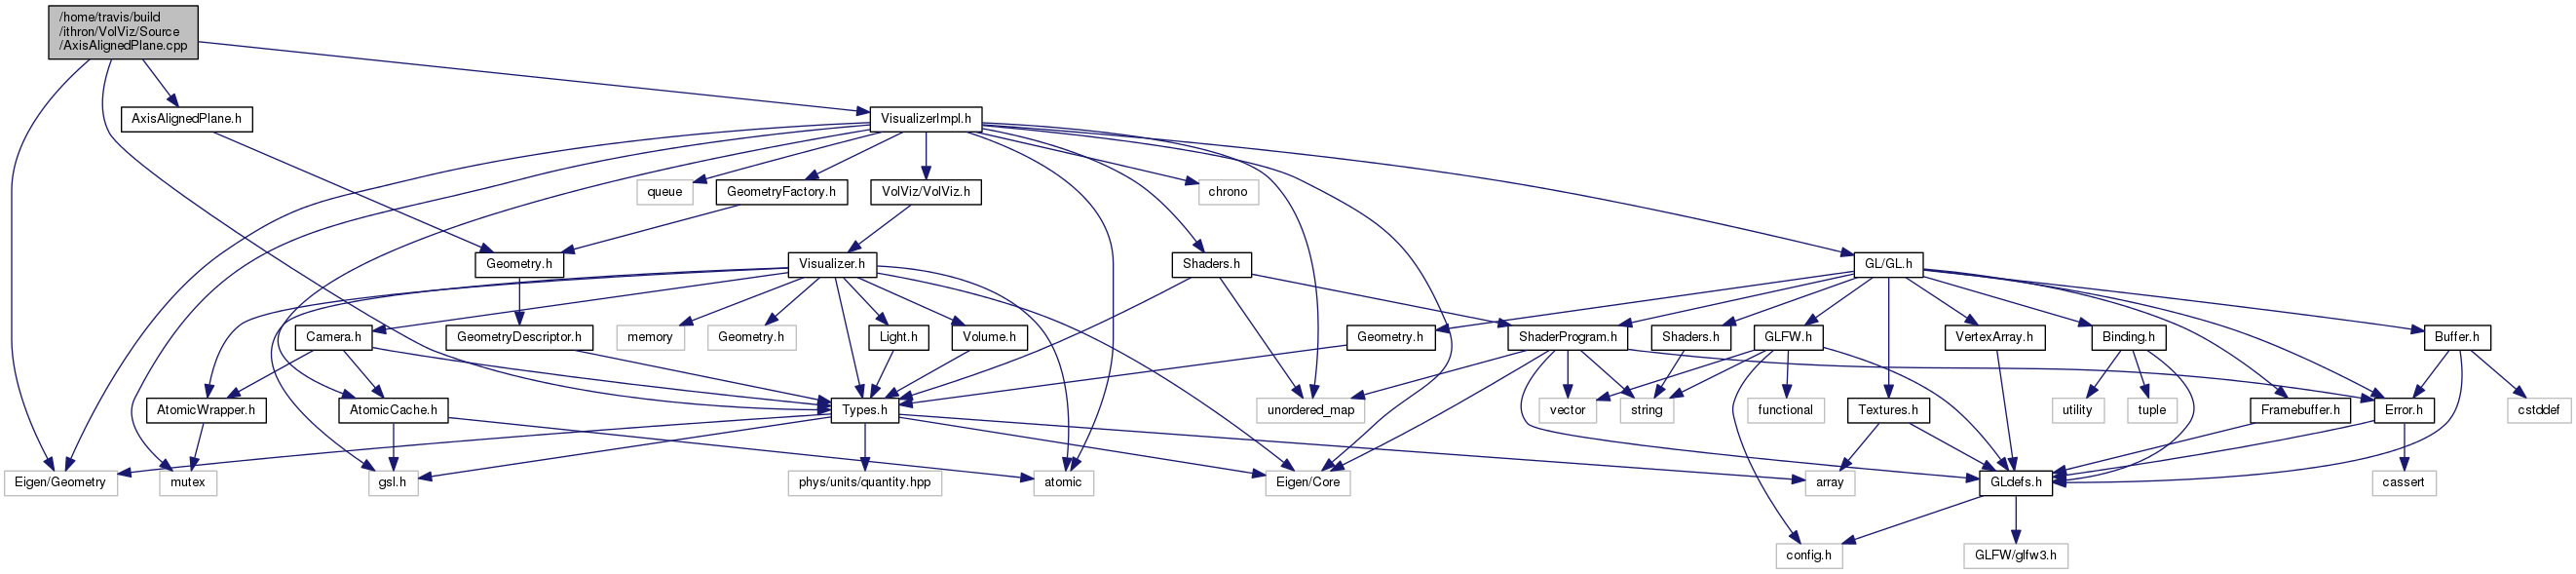 /home/travis/build
/ithron/VolViz/Source
/AxisAlignedPlane.cpp
AxisAlignedPlane.h
VisualizerImpl.h
queue
GeometryFactory.h
VolViz/VolViz.h
chrono
Geometry.h
Visualizer.h
Shaders.h
GL/GL.h
Camera.h
GeometryDescriptor.h
memory
Geometry.h
Light.h
Volume.h
Geometry.h
ShaderProgram.h
Shaders.h
GLFW.h
VertexArray.h
Binding.h
Buffer.h
AtomicWrapper.h
AtomicCache.h
Types.h
unordered_map
vector
string
functional
Textures.h
utility
tuple
Framebuffer.h
Error.h
cstddef
Eigen/Geometry
mutex
gsl.h
phys/units/quantity.hpp
atomic
Eigen/Core
array
GLdefs.h
cassert
config.h
GLFW/glfw3.h